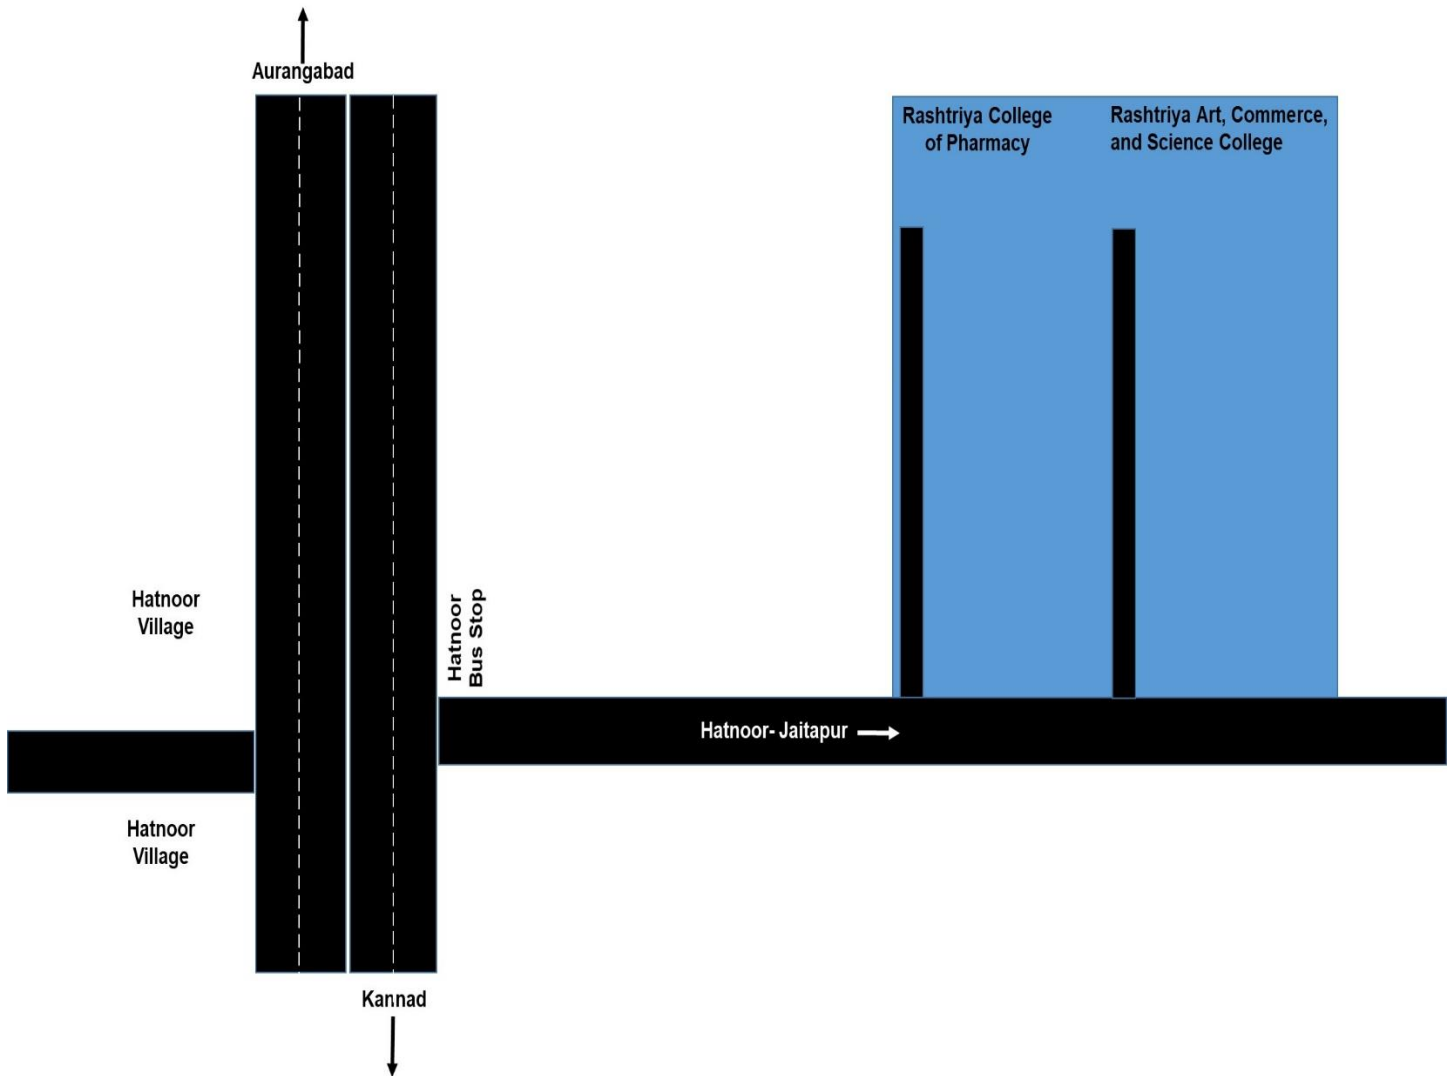 Aurangabad
Rashtriya College
of Pharmacy
Rashtriya Art, Commerce,
and Science College
Hatnoor
Village
Hatnoor
Bus Stop
Hatnoor- Jaitapur
Hatnoor
Village
Kannad